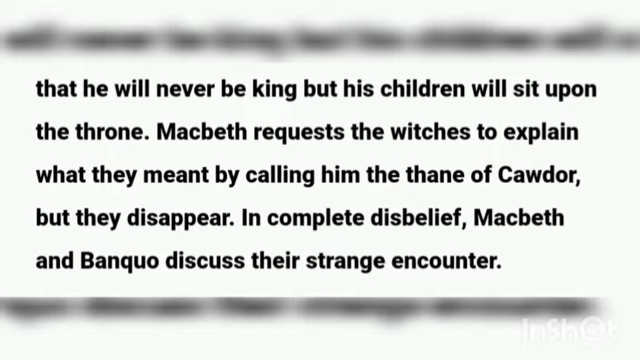 that he will never be king but his children will sit upon
the throne. Macbeth requests the witches to explain
what they meant by calling him the thane of Cawdor,
but they disappear. In complete disbelief, Macbeth
and Banquo discuss their strange encounter.
InShOt